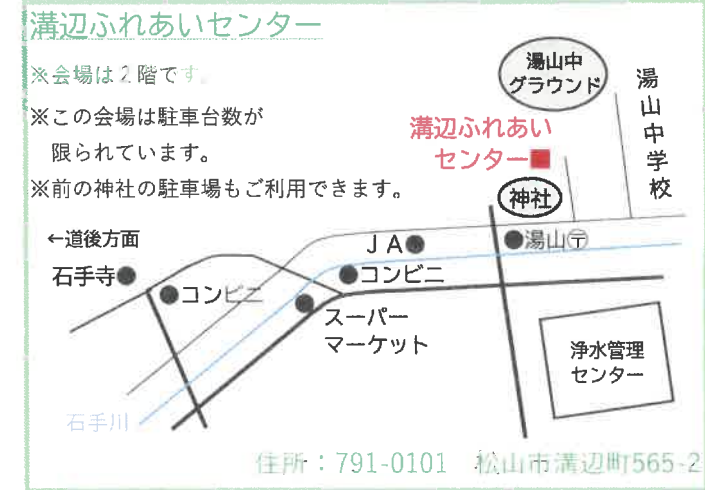 溝辺ふれあいセンター
※会場は2階です。
※この会場は駐車台数が
限られています。
※前の神社の駐車場もご利用できます。
湯山中
グラウンド
湯山中学校
溝辺ふれあい
センター
神社
←道後方面
JA
湯山〒
石手寺
コンビニ
コンビニ
スーパー
マーケット
浄水管理
センター
石手川
住所：791-0101 松山市溝辺町565-2